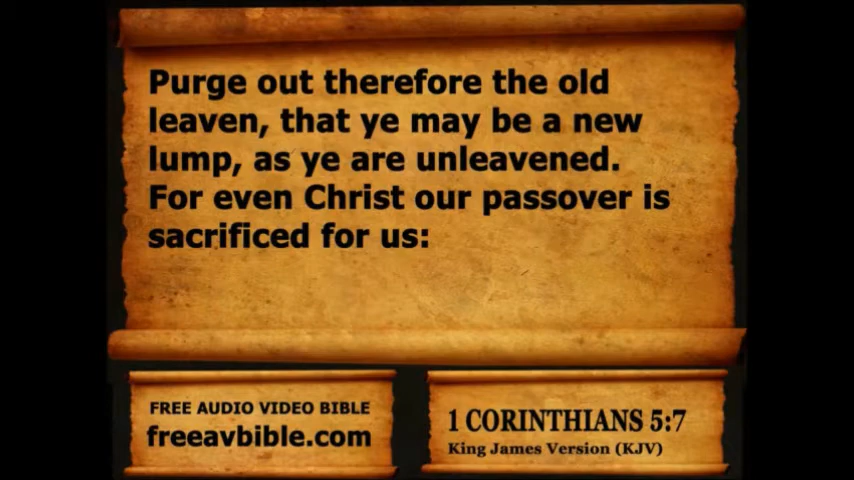 Purge out therefore the old
leaven, that ye may be a new
lump, as ye are unleavened.
For even Christ our passover is
sacrificed for us:
FREE AUDIO VIDEO BIBLE
freeavbible.com
1 CORINTHIANS 5:7
King James Version (KJV)